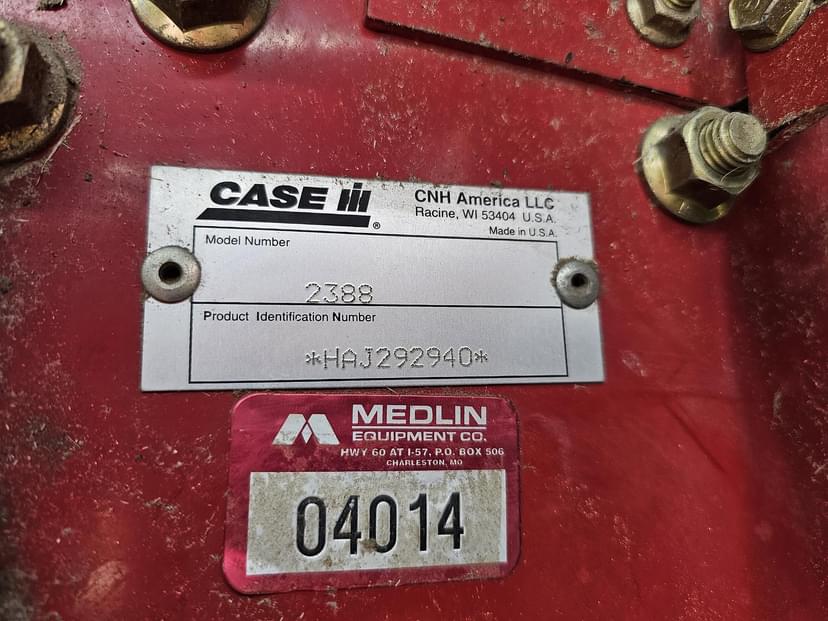 CASE IH ®
CNH America LLC
Racine, WI 53404 U.S.A.
Made in U.S.A.
Model Number
2388
Product Identification Number
*HAJ292940*
MEDLIN
EQUIPMENT CO.
HWY 60 AT I-57, P.O. BOX 506
CHARLESTON, MO
04014